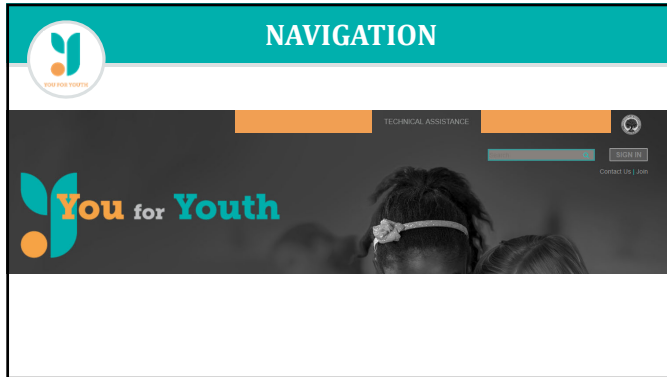 NAVIGATION
YOU FOR YOUTH
TECHNICAL ASSISTANCE
SIGN IN
Contact Us | Join
You for Youth